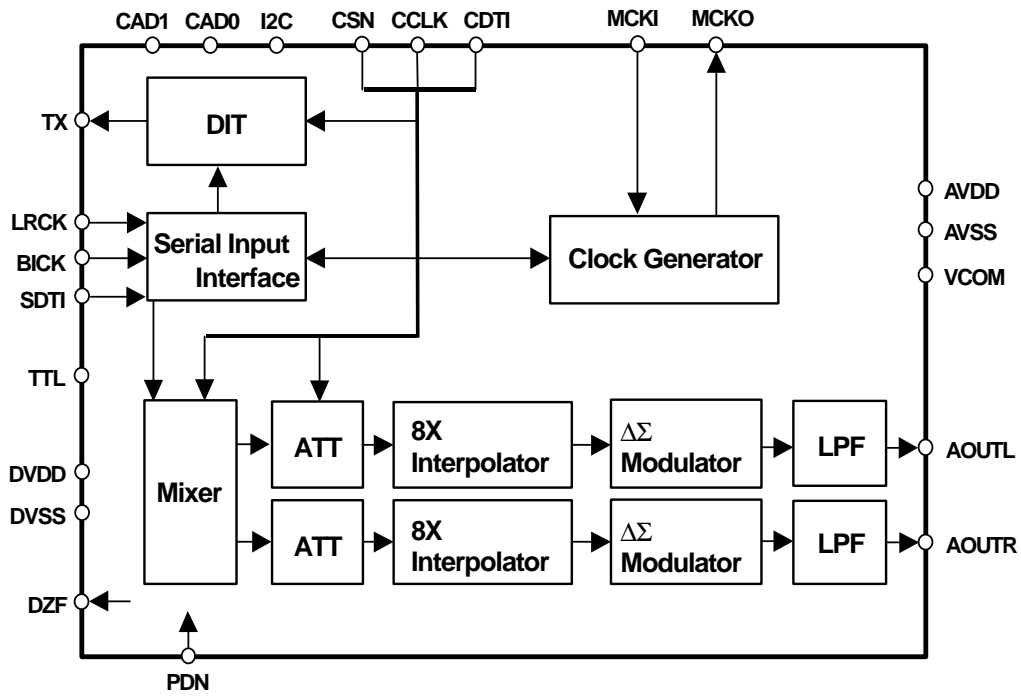 CAD1 CAD0 I2C CSN CCLK CDTI MCKI MCKO
TX
DIT
LRCK
BICK
SDTI
Serial Input
Interface
Clock Generator
AVDD
AVSS
VCOM
TTL
DVDD
DVSS
DZF
PDN
Mixer
ATT
8X
Interpolator
ΔΣ
Modulator
LPF
AOUTL
ATT
8X
Interpolator
ΔΣ
Modulator
LPF
AOUTR